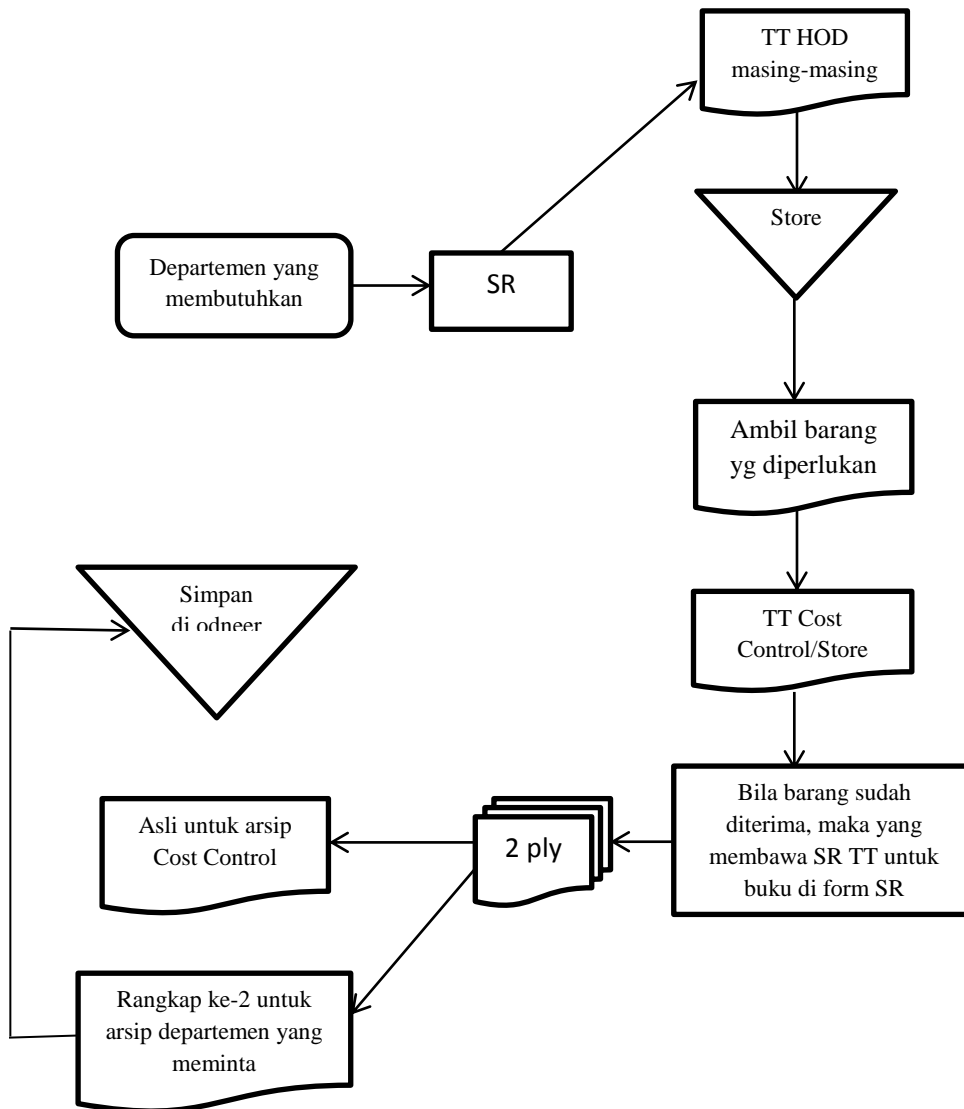 Departemen yang
membutuhkan
SR
TT HOD
masing-masing
Store
Ambil barang
yg diperlukan
TT Cost
Control/Store
Bila barang sudah
diterima, maka yang
membawa SR TT untuk
buku di form SR
2 ply
Asli untuk arsip
Cost Control
Rangkap ke-2 untuk
arsip departemen yang
meminta
Simpan
di odneer